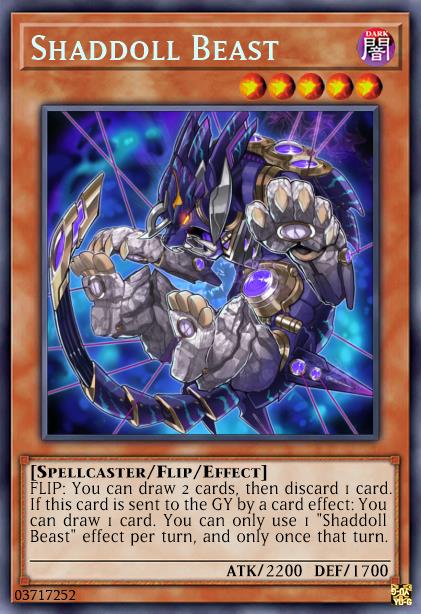 Shaddoll Beast
DARK
闇
[Spellcaster/Flip/Effect]
FLIP: You can draw 2 cards, then discard 1 card.
If this card is sent to the GY by a card effect: You
can draw 1 card. You can only use 1 "Shaddoll
Beast" effect per turn, and only once that turn.
ATK/2200 DEF/1700
03717252